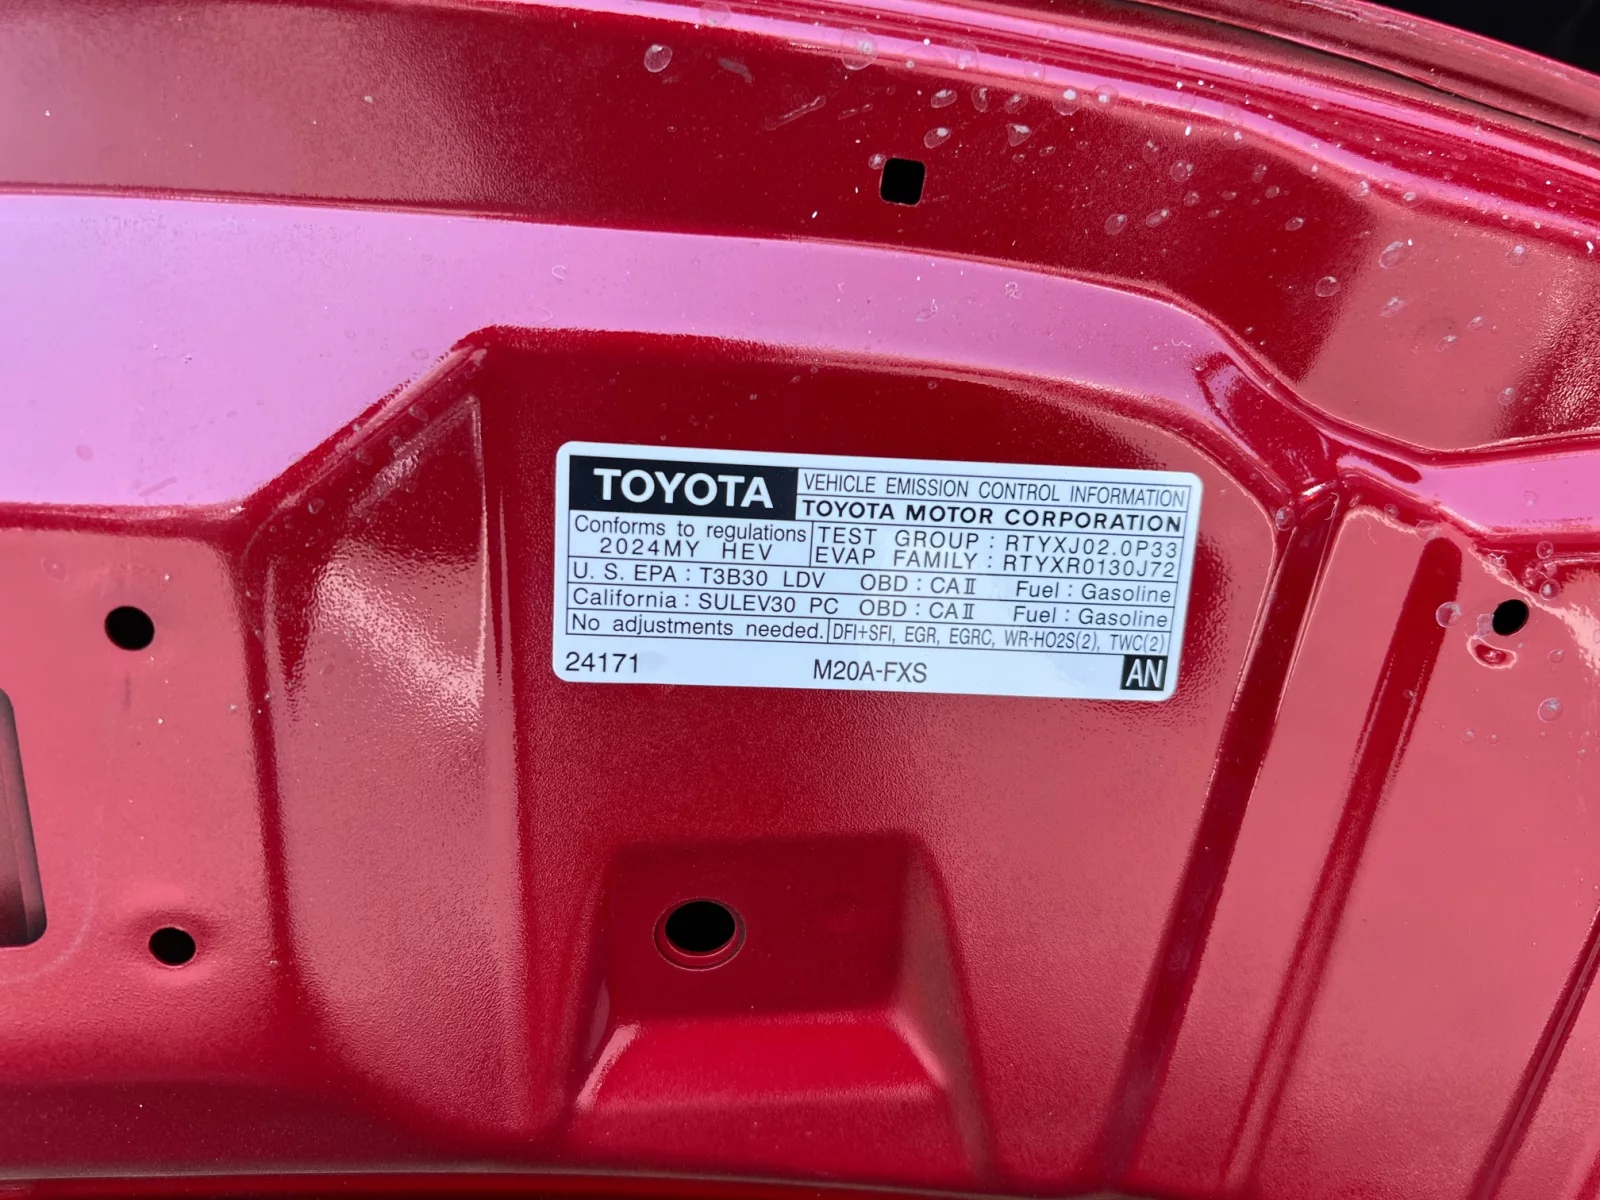 TOYOTA
VEHICLE EMISSION CONTROL INFORMATION
TOYOTA MOTOR CORPORATION
Conforms to regulations
2024MY HEV
TEST GROUP : RTYXJ02.0P33
EVAP FAMILY : RTYXR0130J72
U. S. EPA : T3B30 LDV OBD : CAⅡ Fuel : Gasoline
California : SULEV30 PC OBD : CAⅡ Fuel : Gasoline
No adjustments needed. DFI+SFI, EGR, EGRC, WR-HO2S(2), TWC(2)
24171 M20A-FXS AN